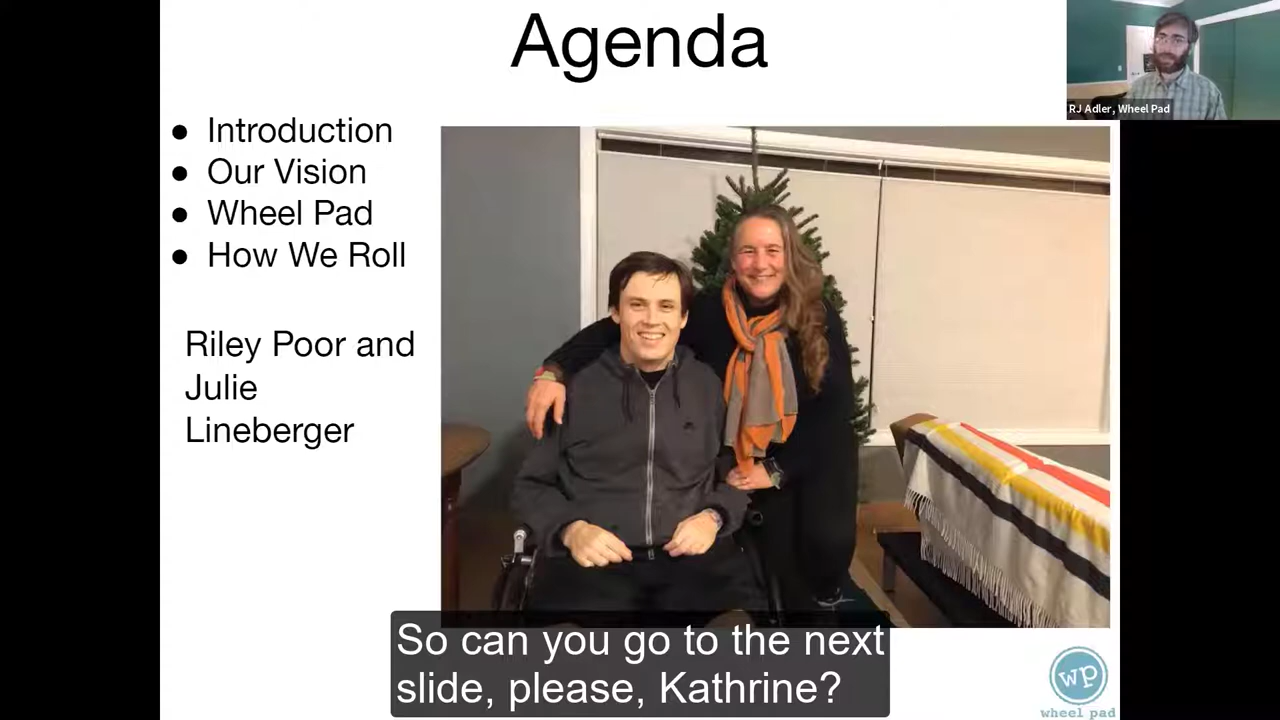 Agenda
RJ Adler, Wheel Pad
● Introduction
● Our Vision
● Wheel Pad
● How We Roll
Riley Poor and
Julie
Lineberger
So can you go to the next
slide, please, Kathrine?
wp
wheel pad